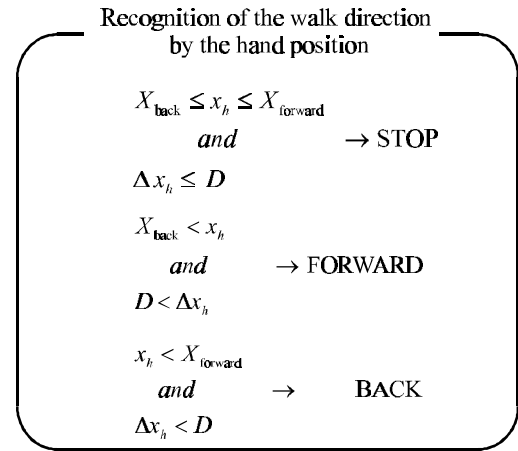 Recognition of the walk direction
by the hand position
X_back ≤ x_h ≤ X_forward
and → STOP
Δx_h ≤ D
X_back < x_h
and → FORWARD
D < Δx_h
x_h < X_forward
and → BACK
Δx_h < D